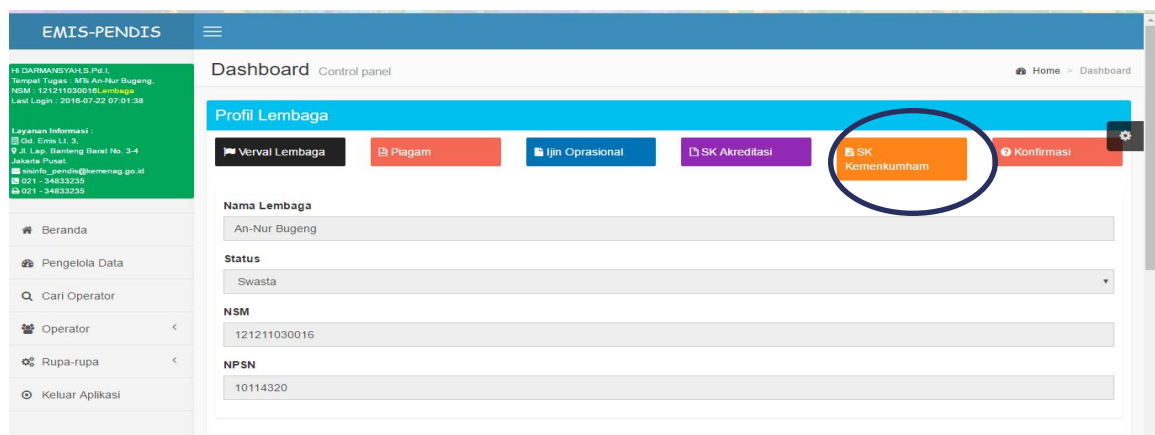 EMIS-PENDIS
Hi DARMANSYAH,S.Pd.I,
Tempat Tugas : MTs An-Nur Bugeng,
NSM : 121211030016Lembaga
Last Login : 2018-07-22 07:01:38
Layanan Informasi :
Gd. Emis Lt. 3,
Jl. Lap. Banteng Barat No. 3-4
Jakarta Pusat.
sisinfo_pendis@kemenag.go.id
021 - 34833235
021 - 34833235
Beranda
Pengelola Data
Cari Operator
Operator <
Rupa-rupa <
Keluar Aplikasi
Dashboard Control panel
Home > Dashboard
Profil Lembaga
Verval Lembaga
Piagam
Ijin Oprasional
SK Akreditasi
SK
Kemenkumham
Konfirmasi
Nama Lembaga
An-Nur Bugeng
Status
Swasta
NSM
121211030016
NPSN
10114320